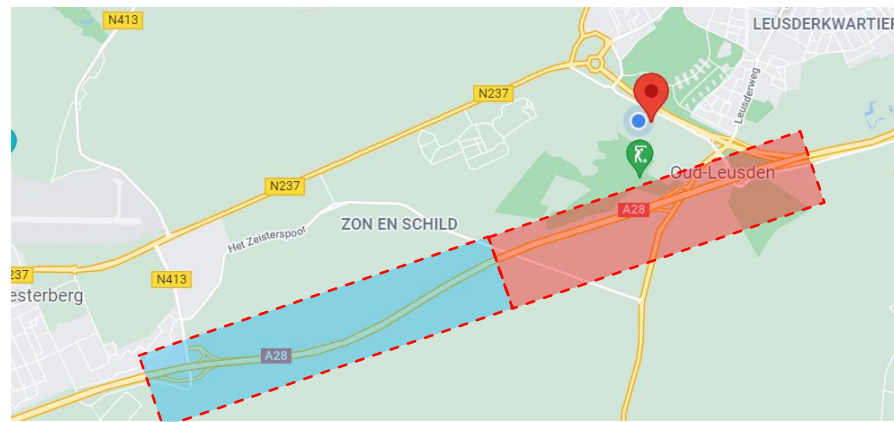 N413
LEUSDERKWARTIER
N237
Leusderweg
N237
Oud-Leusden
A28
ZON EN SCHILD
Het Zeisterspoor
237
N413
esterberg
A28